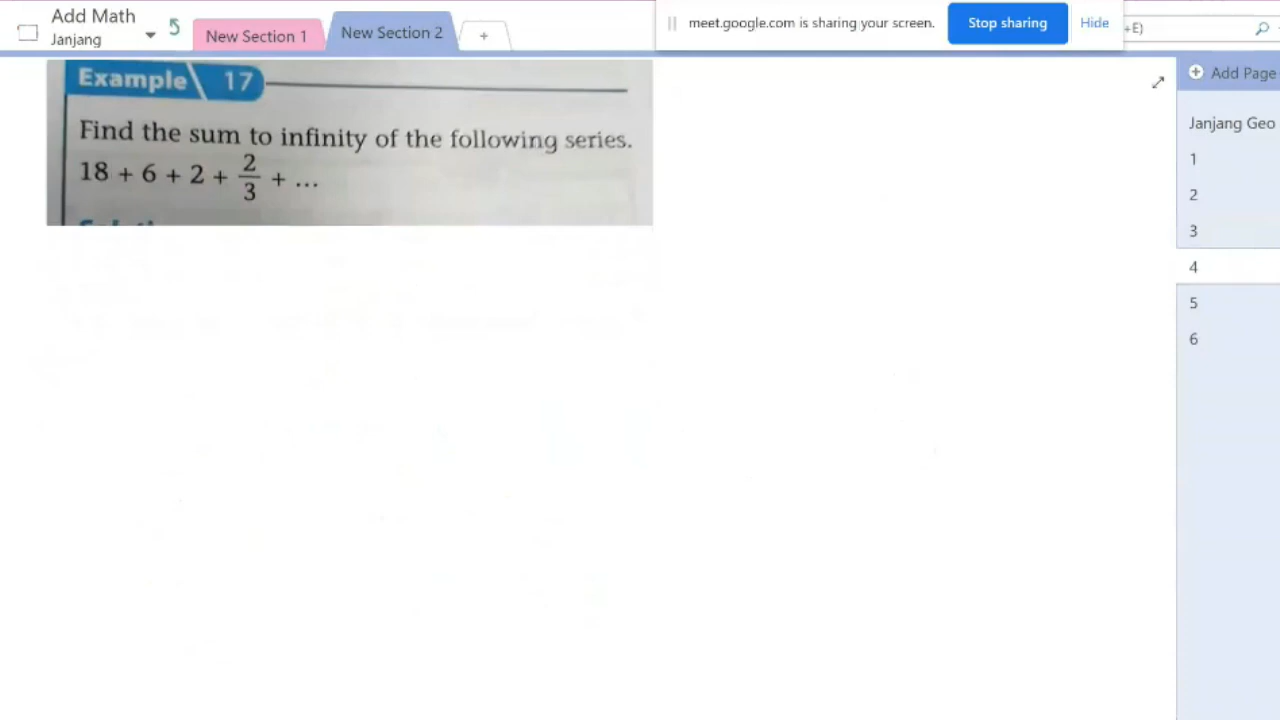 Add Math
Janjang
New Section 1
New Section 2
+
meet.google.com is sharing your screen.
Stop sharing
Hide
+E)
Add Page
Example 17
Find the sum to infinity of the following series.
18 + 6 + 2 + 2/3 + ...
Janjang Geo
1
2
3
4
5
6